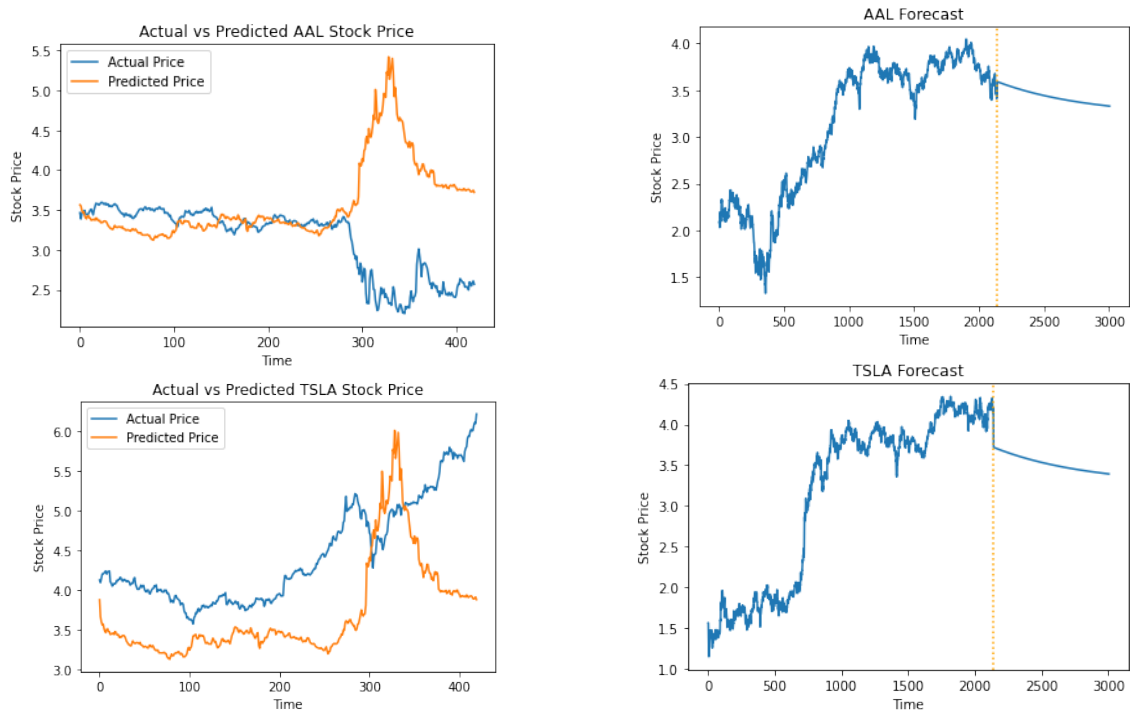 Actual vs Predicted AAL Stock Price
Actual Price
Predicted Price
5.5
5.0
4.5
4.0
3.5
3.0
2.5
Stock Price
0 100 200 300 400
Time
AAL Forecast
4.0
3.5
3.0
2.5
2.0
1.5
Stock Price
0 500 1000 1500 2000 2500 3000
Time
Actual vs Predicted TSLA Stock Price
Actual Price
Predicted Price
6.0
5.5
5.0
4.5
4.0
3.5
3.0
Stock Price
0 100 200 300 400
Time
TSLA Forecast
4.5
4.0
3.5
3.0
2.5
2.0
1.5
1.0
Stock Price
0 500 1000 1500 2000 2500 3000
Time